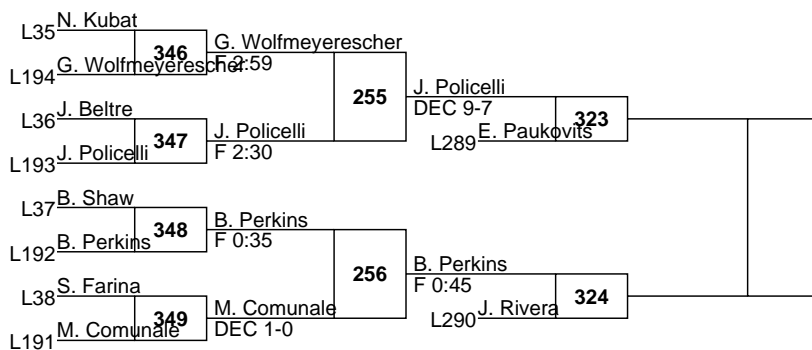 L35 N. Kubat
346
G. Wolfmeyerescher
F 2:59
L194 G. Wolfmeyerescher
255
J. Policelli
DEC 9-7
323
L36 J. Beltre
347
J. Policelli
F 2:30
L289 E. Paukovits
L193 J. Policelli
L37 B. Shaw
348
B. Perkins
F 0:35
L192 B. Perkins
256
B. Perkins
F 0:45
324
L38 S. Farina
349
M. Comunale
DEC 1-0
L290 J. Rivera
L191 M. Comunale